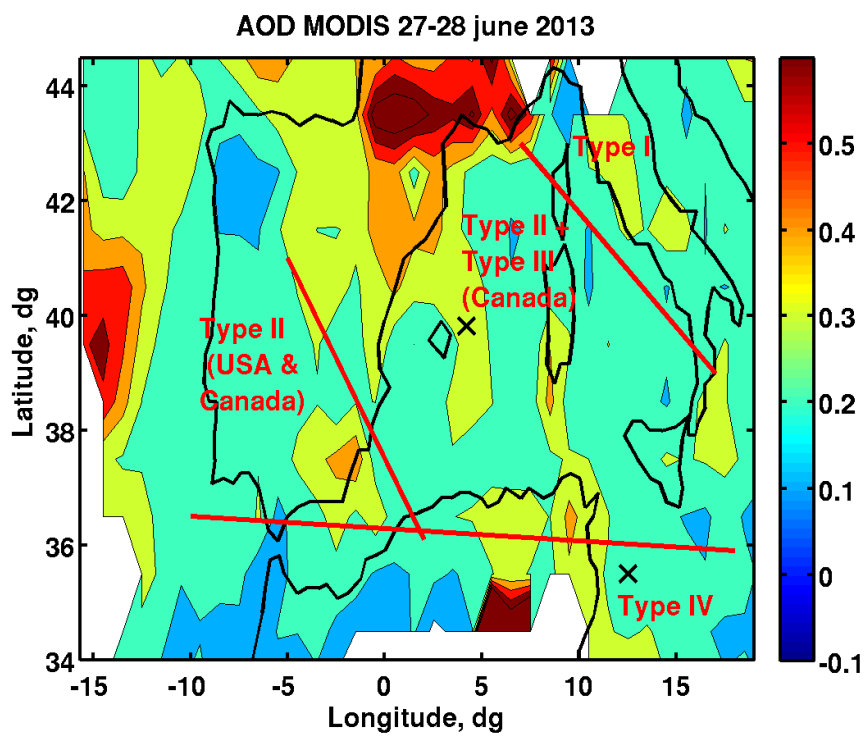 AOD MODIS 27-28 june 2013
44
42
40
38
36
34
Latitude, dg
-15
-10
-5
0
5
10
15
Longitude, dg
Type I
Type II +
Type III
(Canada)
Type II
(USA &
Canada)
Type IV
0.5
0.4
0.3
0.2
0.1
0
-0.1